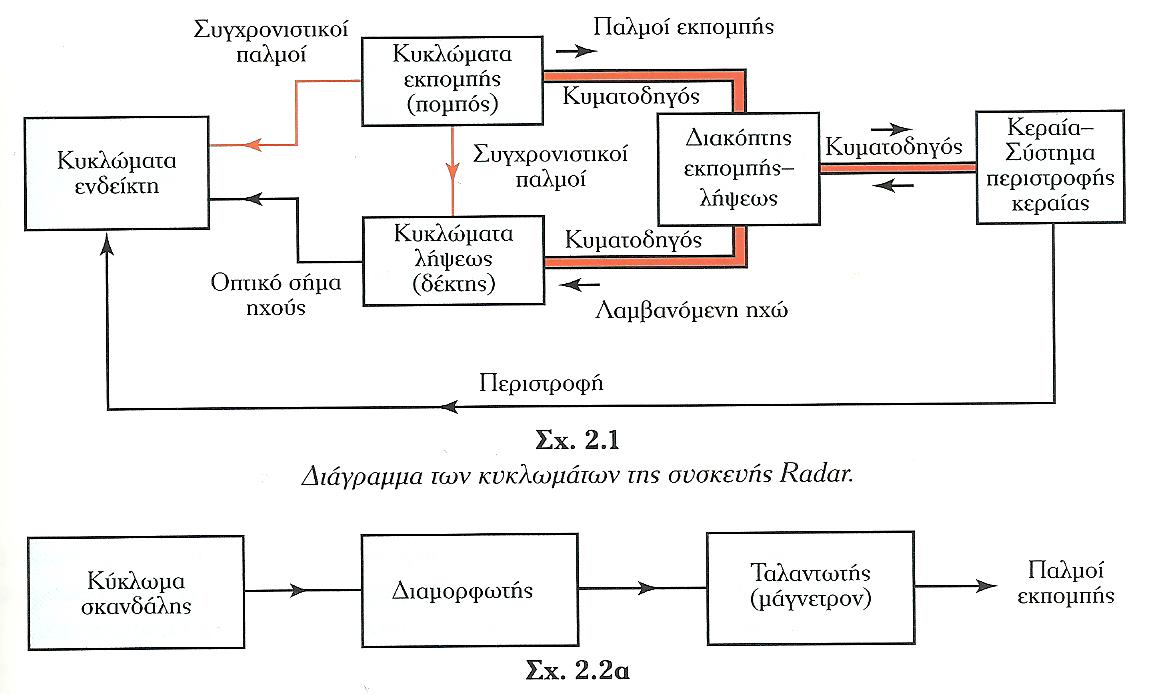 Συγχρονιστικοί
παλμοί
Κυκλώματα
εκπομπής
(πομπός)
Παλμοί εκπομπής
Κυματοδηγός
Κυκλώματα
ενδείκτη
Συγχρονιστικοί
παλμοί
Διακόπτης
εκπομπής–
λήψεως
Κυματοδηγός
Κεραία–
Σύστημα
περιστροφής
κεραίας
Οπτικό σήμα
ηχούς
Κυκλώματα
λήψεως
(δέκτης)
Κυματοδηγός
Λαμβανόμενη ηχώ
Περιστροφή
Σχ. 2.1
Διάγραμμα των κυκλωμάτων της συσκευής Radar.
Κύκλωμα
σκανδάλης
Διαμορφωτής
Ταλαντωτής
(μάγνετρον)
Παλμοί
εκπομπής
Σχ. 2.2α